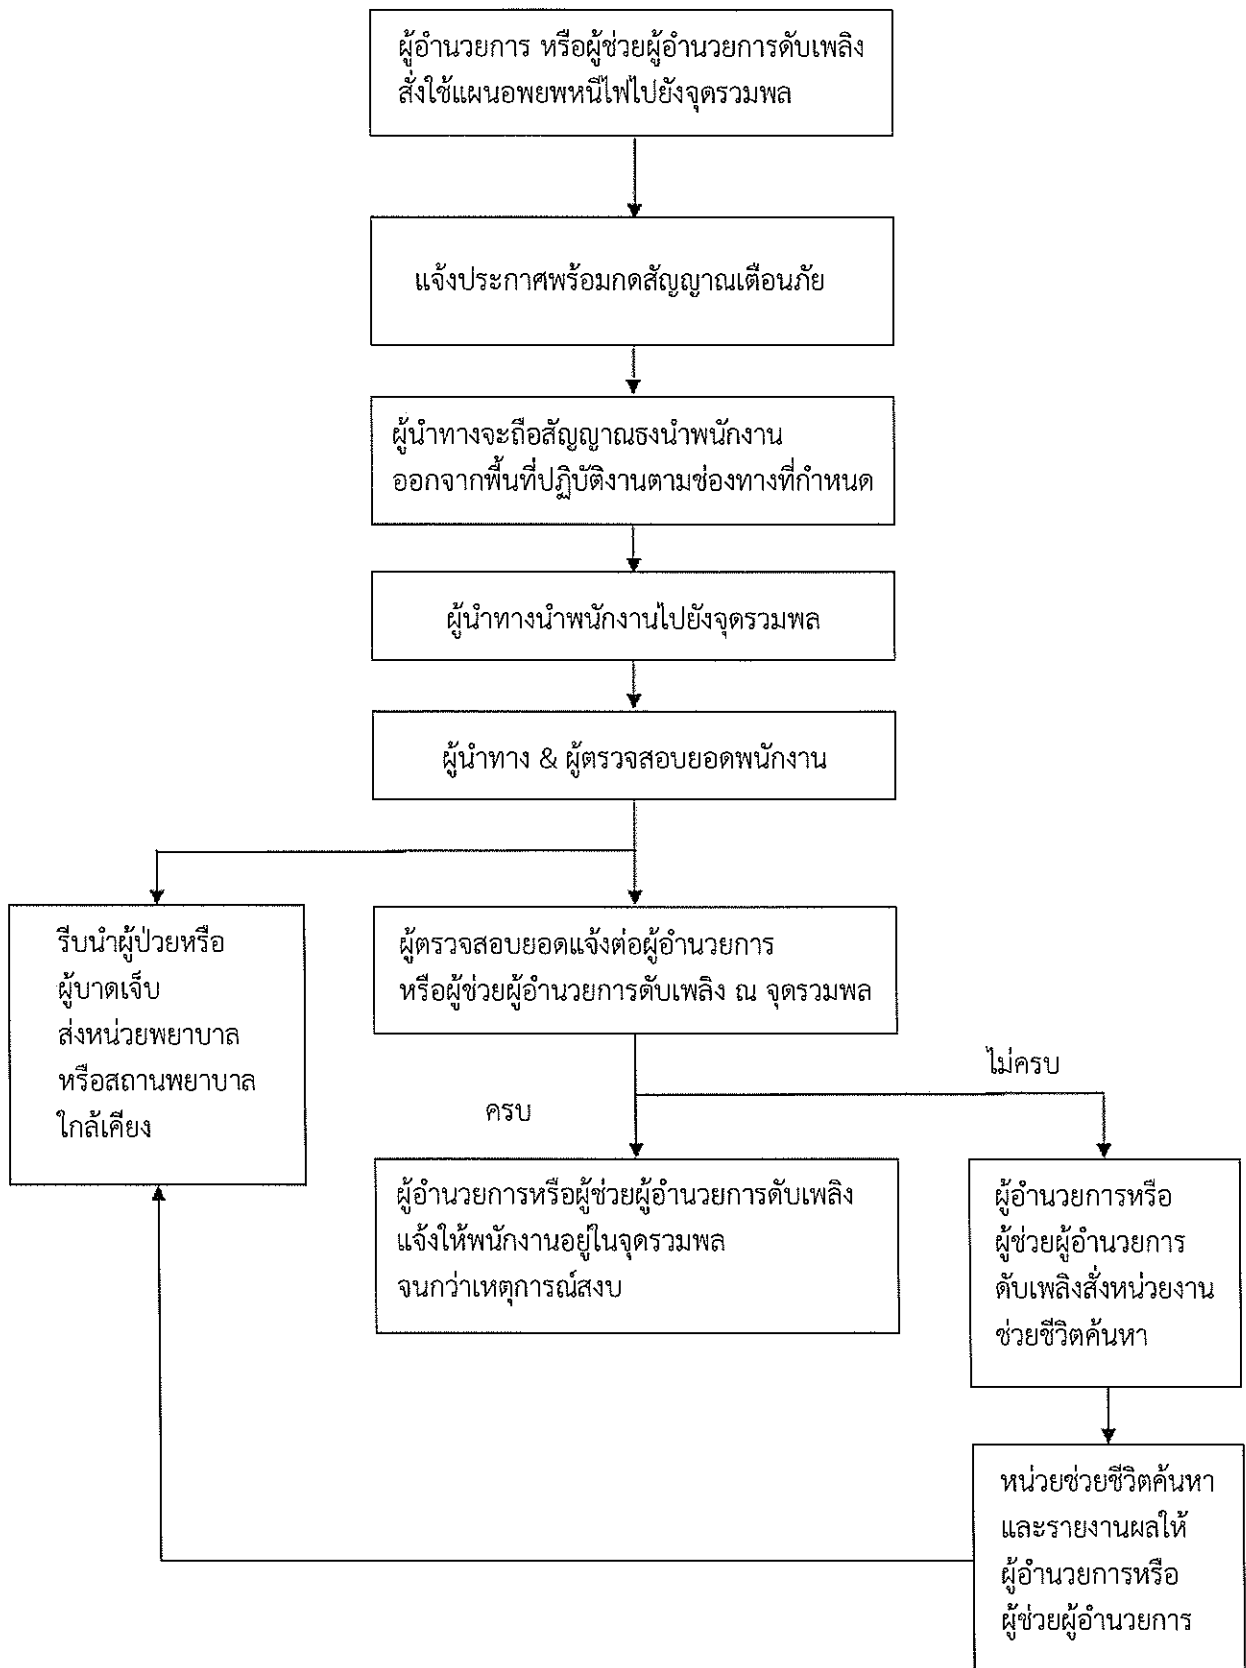 ผู้อำนวยการ หรือผู้ช่วยผู้อำนวยการดับเพลิง
สั่งใช้แผนอพยพหนีไฟไปยังจุดรวมพล
แจ้งประกาศพร้อมกดสัญญาณเตือนภัย
ผู้นำทางจะถือสัญญาณธงนำพนักงาน
ออกจากพื้นที่ปฏิบัติงานตามช่องทางที่กำหนด
ผู้นำทางนำพนักงานไปยังจุดรวมพล
ผู้นำทาง & ผู้ตรวจสอบยอดพนักงาน
รีบนำผู้ป่วยหรือ
ผู้บาดเจ็บ
ส่งหน่วยพยาบาล
หรือสถานพยาบาล
ใกล้เคียง
ผู้ตรวจสอบยอดแจ้งต่อผู้อำนวยการ
หรือผู้ช่วยผู้อำนวยการดับเพลิง ณ จุดรวมพล
ไม่ครบ
ครบ
ผู้อำนวยการหรือผู้ช่วยผู้อำนวยการดับเพลิง
แจ้งให้พนักงานอยู่ในจุดรวมพล
จนกว่าเหตุการณ์สงบ
ผู้อำนวยการหรือ
ผู้ช่วยผู้อำนวยการ
ดับเพลิงสั่งหน่วยงาน
ช่วยชีวิตค้นหา
หน่วยช่วยชีวิตค้นหา
และรายงานผลให้
ผู้อำนวยการหรือ
ผู้ช่วยผู้อำนวยการ